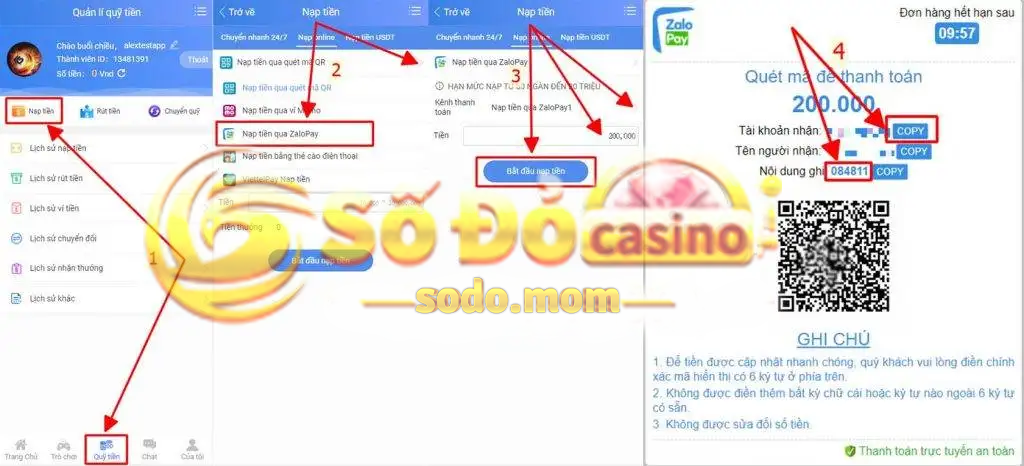 Quản lí quỹ tiền
Chào buổi chiều, alextestapp
Thành viên ID: 13481391
Số tiền: 0 Vnd
Thoát
Nạp tiền
Rút tiền
Chuyển quỹ
Lịch sử nạp tiền
Lịch sử rút tiền
Lịch sử ví tiền
Lịch sử chuyển đổi
Lịch sử nhận thưởng
Lịch sử khác
1
Trang Chủ
Trò chơi
Quỹ tiền
Chat
Của tôi
Trở về
Nạp tiền
Chuyển nhanh 24/7
Nạp online
Nạp tiền USDT
Nạp tiền qua quét mã QR
2
Nạp tiền qua quét mã QR
Nạp tiền qua ví
Nạp tiền qua ZaloPay
Nạp tiền bằng thẻ cào điện thoại
ViettelPay Nạp tiền
Tiền
Tiền thưởng 0
Bắt đầu nạp tiền
Trở về
Nạp tiền
Chuyển nhanh 24/7
Nạp online
Nạp tiền USDT
Nạp tiền qua ZaloPay
3
HẠN MỨC NẠP TỪ NGÀN ĐẾN TRIỆU
Kênh thanh toán
Nạp tiền qua ZaloPay1
Tiền
200,000
Bắt đầu nạp tiền
SỐ ĐỎ casino
sodo.mom
Zalo
Pay
Đơn hàng hết hạn sau
09:57
4
Quét mã để thanh toán
200.000
Tài khoản nhận:
COPY
Tên người nhận:
COPY
Nội dung ghi
084811
COPY
GHI CHÚ
1. Để tiền được cập nhật nhanh chóng, quý khách vui lòng điền chính
xác mã hiển thị có 6 ký tự ở phía trên.
2. Không được điền thêm bất kỳ chữ cái hoặc ký tự nào ngoài 6 ký tự
có sẵn.
3 Không được sửa đổi số tiền
Thanh toán trực tuyến an toàn